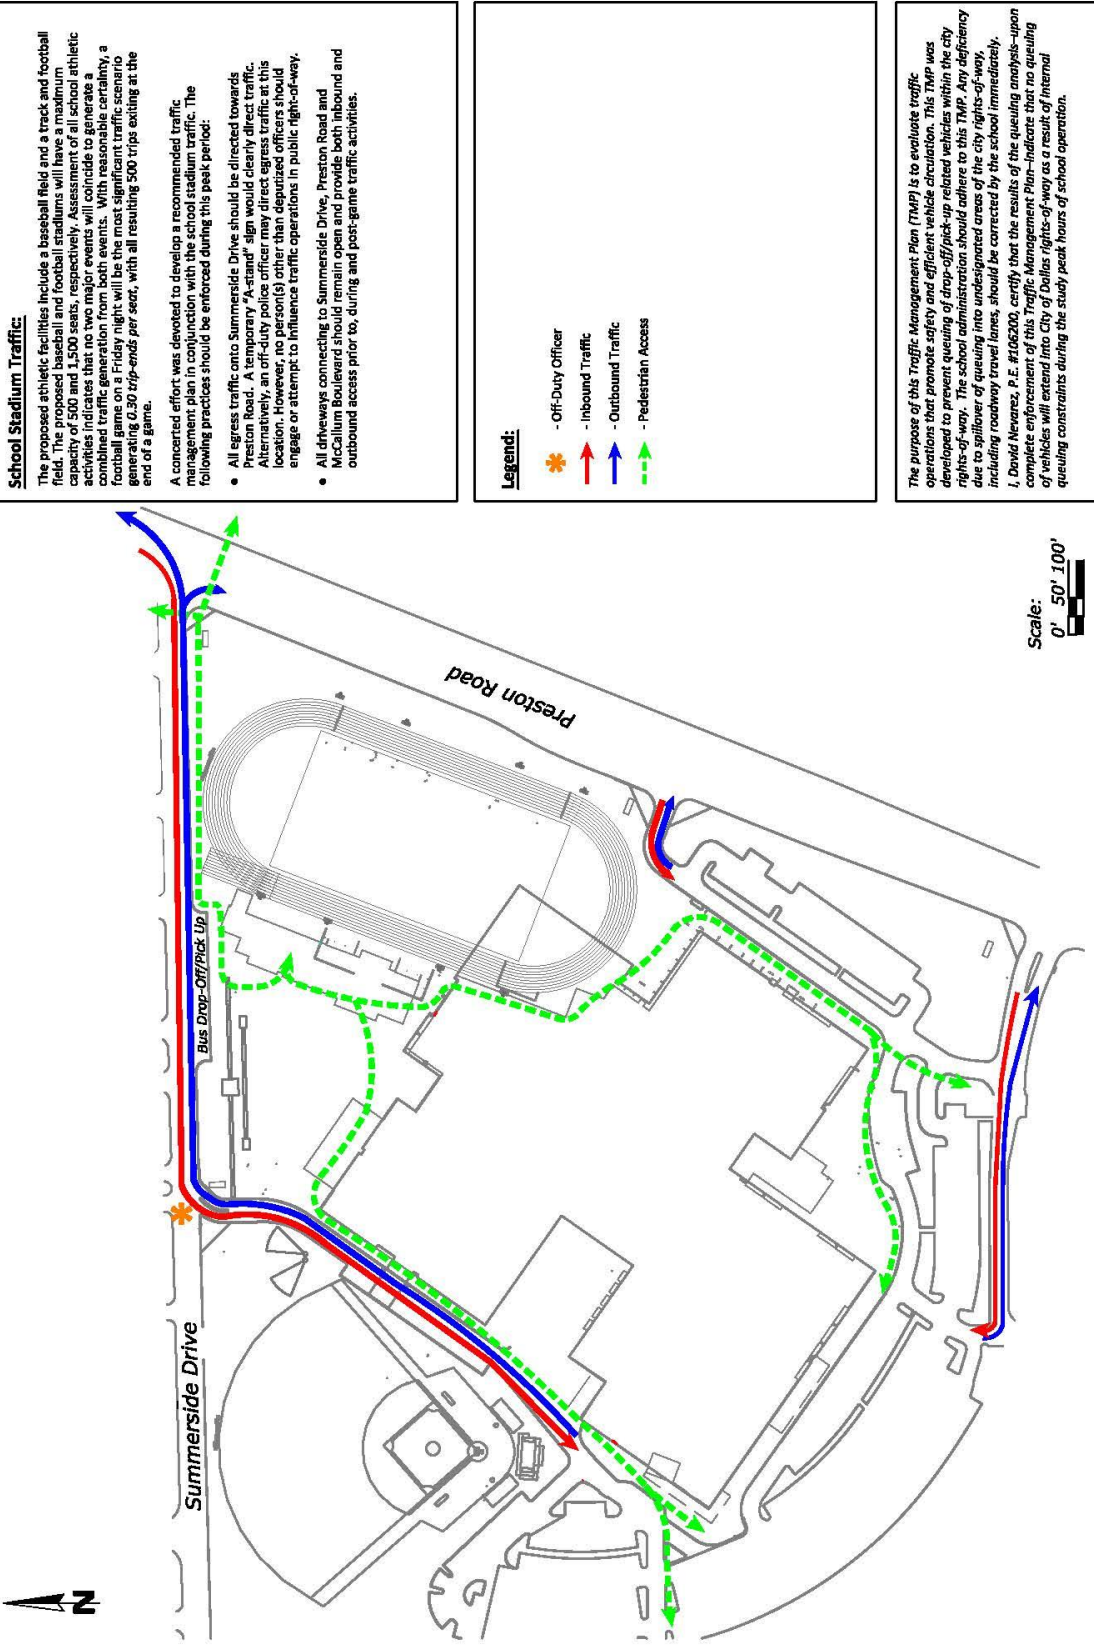 School Stadium Traffic:
The proposed athletic facilities include a baseball field and a track and football
field. The proposed baseball and football stadiums will have a maximum
capacity of 500 and 1,500 seats, respectively. Assessment of all school athletic
activities indicates that no two major events will coincide to generate a
combined traffic generation from both events. With reasonable certainty, a
football game on a Friday night will be the most significant traffic scenario
generating 0.30 trip-ends per seat, with all resulting 500 trips exiting at the
end of a game.
A concerted effort was devoted to develop a recommended traffic
management plan in conjunction with the school stadium traffic. The
following practices should be enforced during this peak period:
• All egress traffic onto Summerside Drive should be directed towards
Preston Road. A temporary "A-stand" sign would clearly direct traffic.
Alternatively, an off-duty police officer may direct egress traffic at this
location. However, no person(s) other than deputized officers should
engage or attempt to influence traffic operations in public right-of-way.
• All driveways connecting to Summerside Drive, Preston Road and
McCallum Boulevard should remain open and provide both inbound and
outbound access prior to, during and post-game traffic activities.
Legend:
- Off-Duty Officer
- Inbound Traffic
- Outbound Traffic
- Pedestrian Access
The purpose of this Traffic Management Plan (TMP) is to evaluate traffic
operations that promote safety and efficient vehicle circulation. This TMP was
developed to prevent queuing of drop-off/pick-up related vehicles within the city
rights-of-way. The school administration should adhere to this TMP. Any deficiency
due to spillover of queuing into undesignated areas of the city rights-of-way,
including roadway travel lanes, should be corrected by the school immediately.
I, David Nevarez, P.E. #106200, certify that the results of the queuing analysis–upon
complete enforcement of this Traffic Management Plan–indicate that no queuing
of vehicles will extend into City of Dallas rights-of-way as a result of internal
queuing constraints during the study peak hours of school operation.
Preston Road
Bus Drop-Off/Pick Up
Summerside Drive
N
Scale:
0' 50' 100'